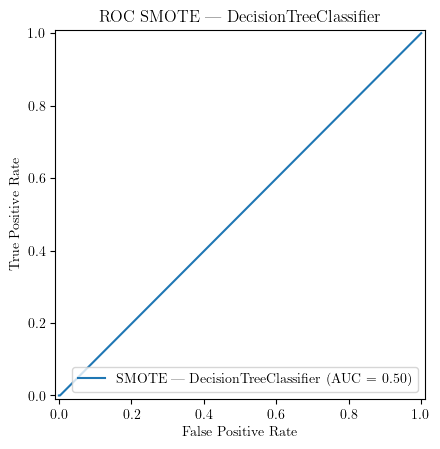 ROC SMOTE — DecisionTreeClassifier
1.0
0.8
0.6
0.4
0.2
0.0
True Positive Rate
SMOTE — DecisionTreeClassifier (AUC = 0.50)
0.0 0.2 0.4 0.6 0.8 1.0
False Positive Rate